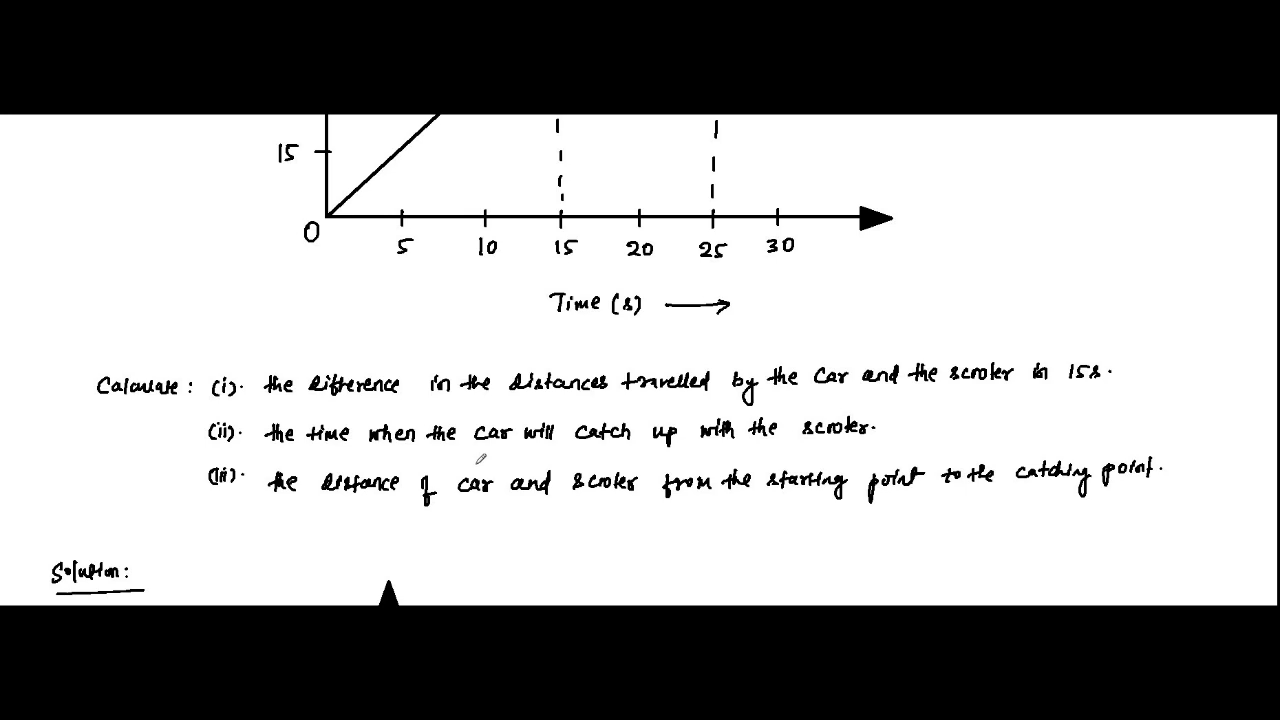 15
O
5 10 15 20 25 30
Time (s)
Calculate : (i). the difference in the distances travelled by the car and the scooter in 15s.
(ii). the time when the car will catch up with the scooter.
(iii). the distance of car and scooter from the starting point to the catching point.
Solution: